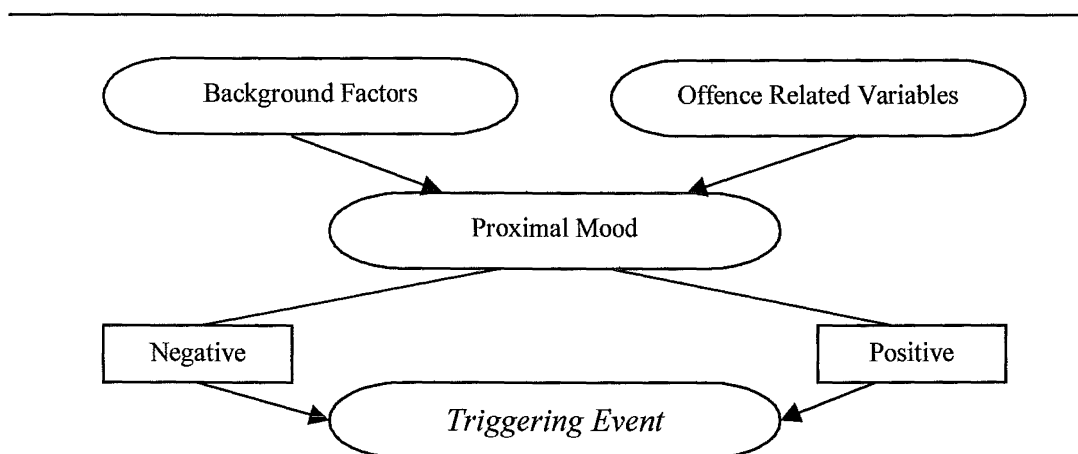 Background Factors
Offence Related Variables
Proximal Mood
Negative
Positive
Triggering Event